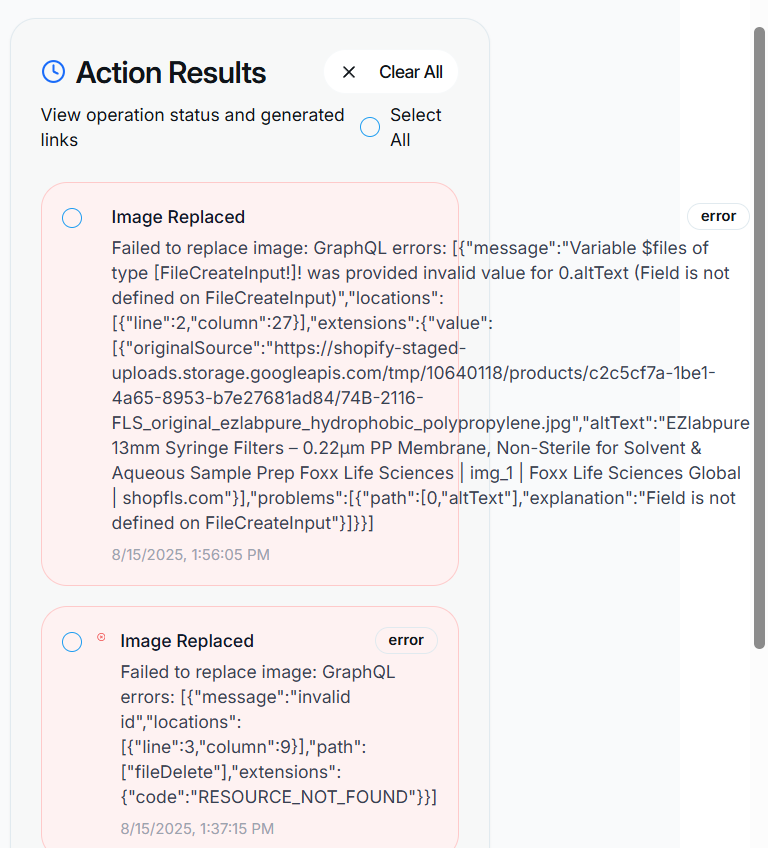 Action Results
Clear All
View operation status and generated
links
Select
All
Image Replaced
error
Failed to replace image: GraphQL errors: [{"message":"Variable $files of
type [FileCreateInput!]! was provided invalid value for 0.altText (Field is not
defined on FileCreateInput)","locations":
[{"line":2,"column":27}],"extensions":{"value":
[{"originalSource":"https://shopify-staged-
uploads.storage.googleapis.com/tmp/10640118/products/c2c5cf7a-1be1-
4a65-8953-b7e27681ad84/74B-2116-
FLS_original_ezlabpure_hydrophobic_polypropylene.jpg","altText":"EZlabpure
13mm Syringe Filters – 0.22µm PP Membrane, Non-Sterile for Solvent &
Aqueous Sample Prep Foxx Life Sciences | img_1 | Foxx Life Sciences Global
| shopfls.com"}],"problems":[{"path":[0,"altText"],"explanation":"Field is not
defined on FileCreateInput"}]}}]
8/15/2025, 1:56:05 PM
Image Replaced
error
Failed to replace image: GraphQL
errors: [{"message":"invalid
id","locations":
[{"line":3,"column":9}],"path":
["fileDelete"],"extensions":
{"code":"RESOURCE_NOT_FOUND"}}]
8/15/2025, 1:37:15 PM